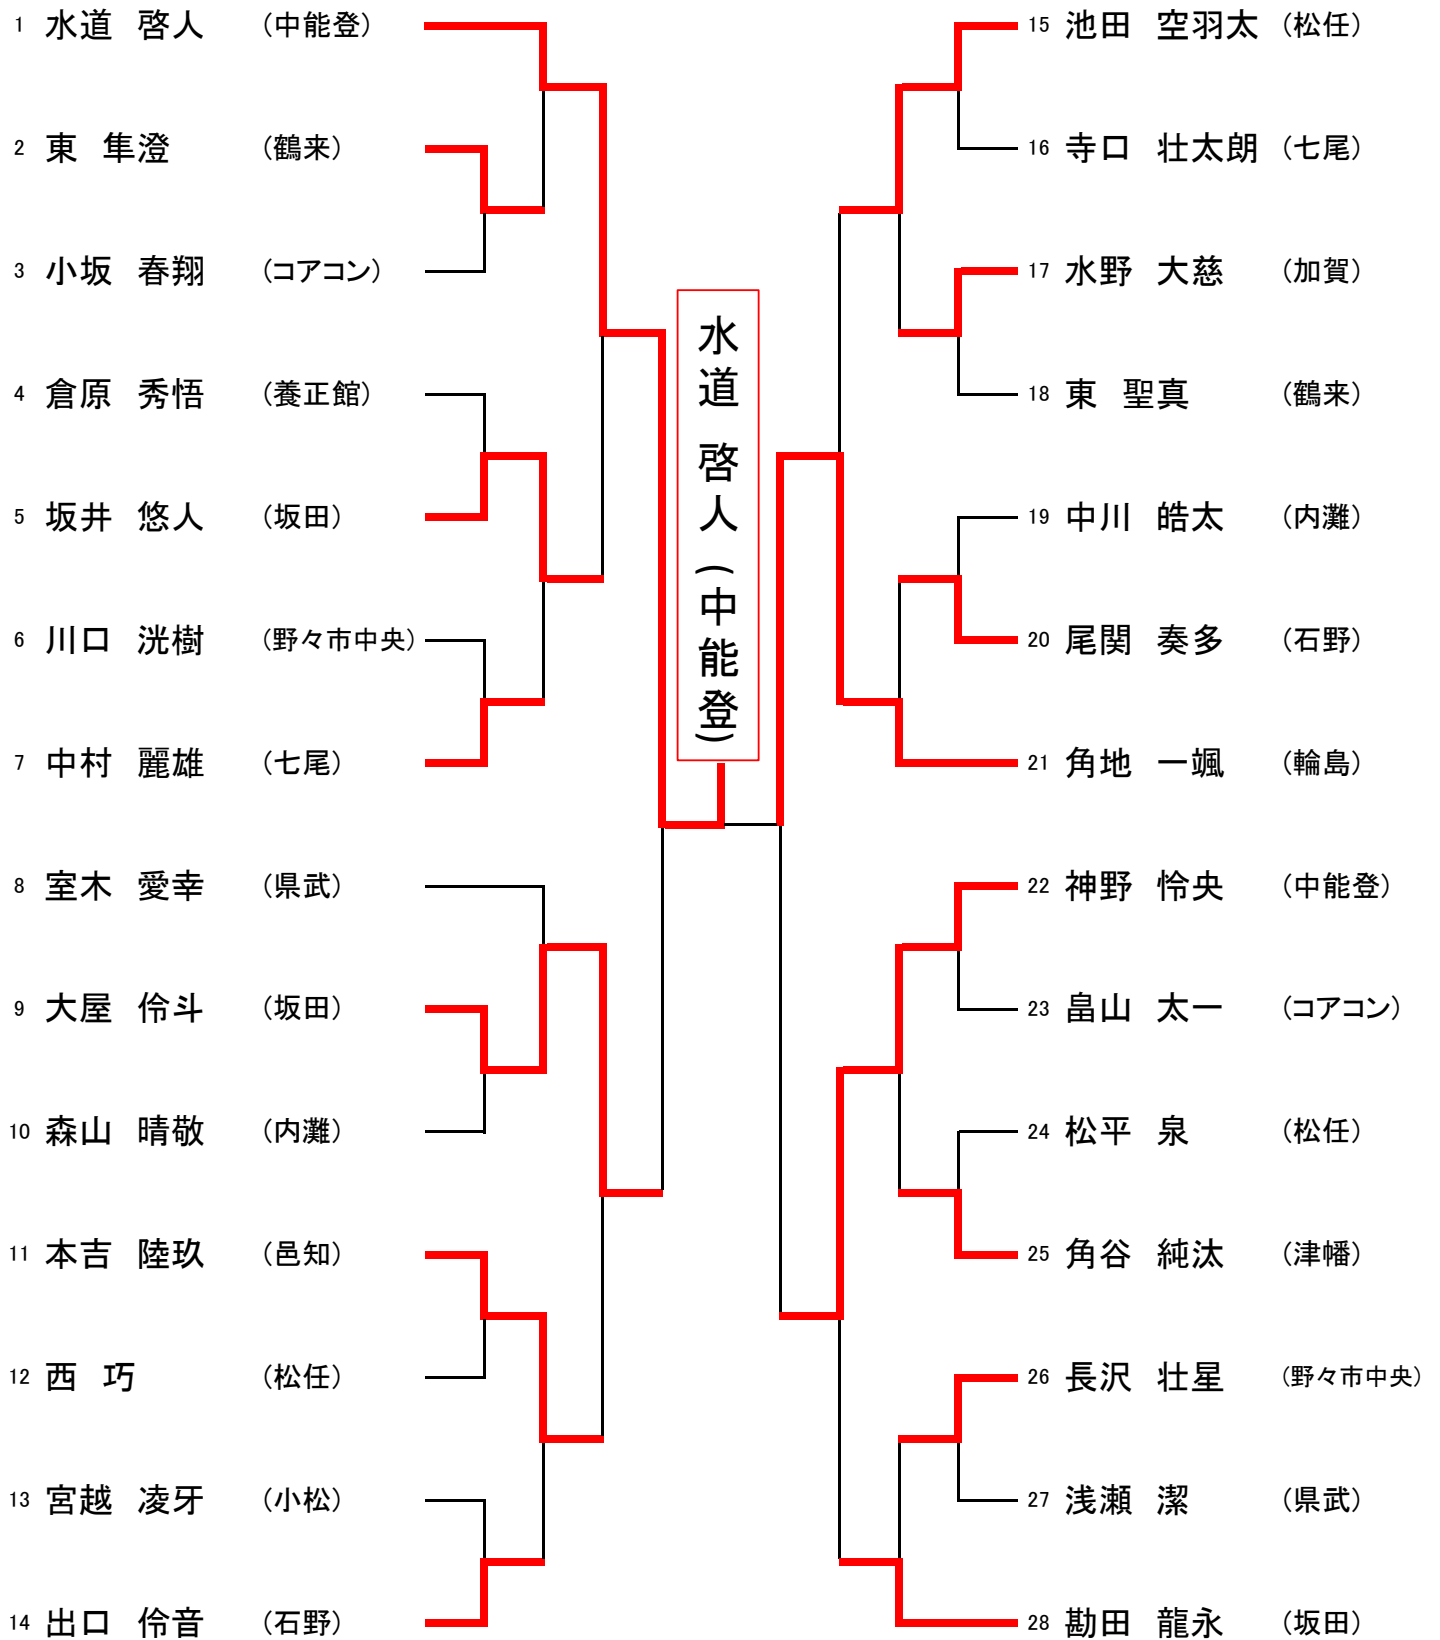 1 水道 啓人 (中能登)
2 東 隼澄 (鶴来)
3 小坂 春翔 (コアコン)
4 倉原 秀悟 (養正館)
5 坂井 悠人 (坂田)
6 川口 洸樹 (野々市中央)
7 中村 麗雄 (七尾)
8 室木 愛幸 (県武)
9 大屋 伶斗 (坂田)
10 森山 晴敬 (内灘)
11 本吉 陸玖 (邑知)
12 西 巧 (松任)
13 宮越 凌牙 (小松)
14 出口 伶音 (石野)
水道 啓人(中能登)
15 池田 空羽太 (松任)
16 寺口 壮太朗 (七尾)
17 水野 大慈 (加賀)
18 東 聖真 (鶴来)
19 中川 皓太 (内灘)
20 尾関 奏多 (石野)
21 角地 一颯 (輪島)
22 神野 怜央 (中能登)
23 畠山 太一 (コアコン)
24 松平 泉 (松任)
25 角谷 純汰 (津幡)
26 長沢 壮星 (野々市中央)
27 浅瀬 潔 (県武)
28 勘田 龍永 (坂田)